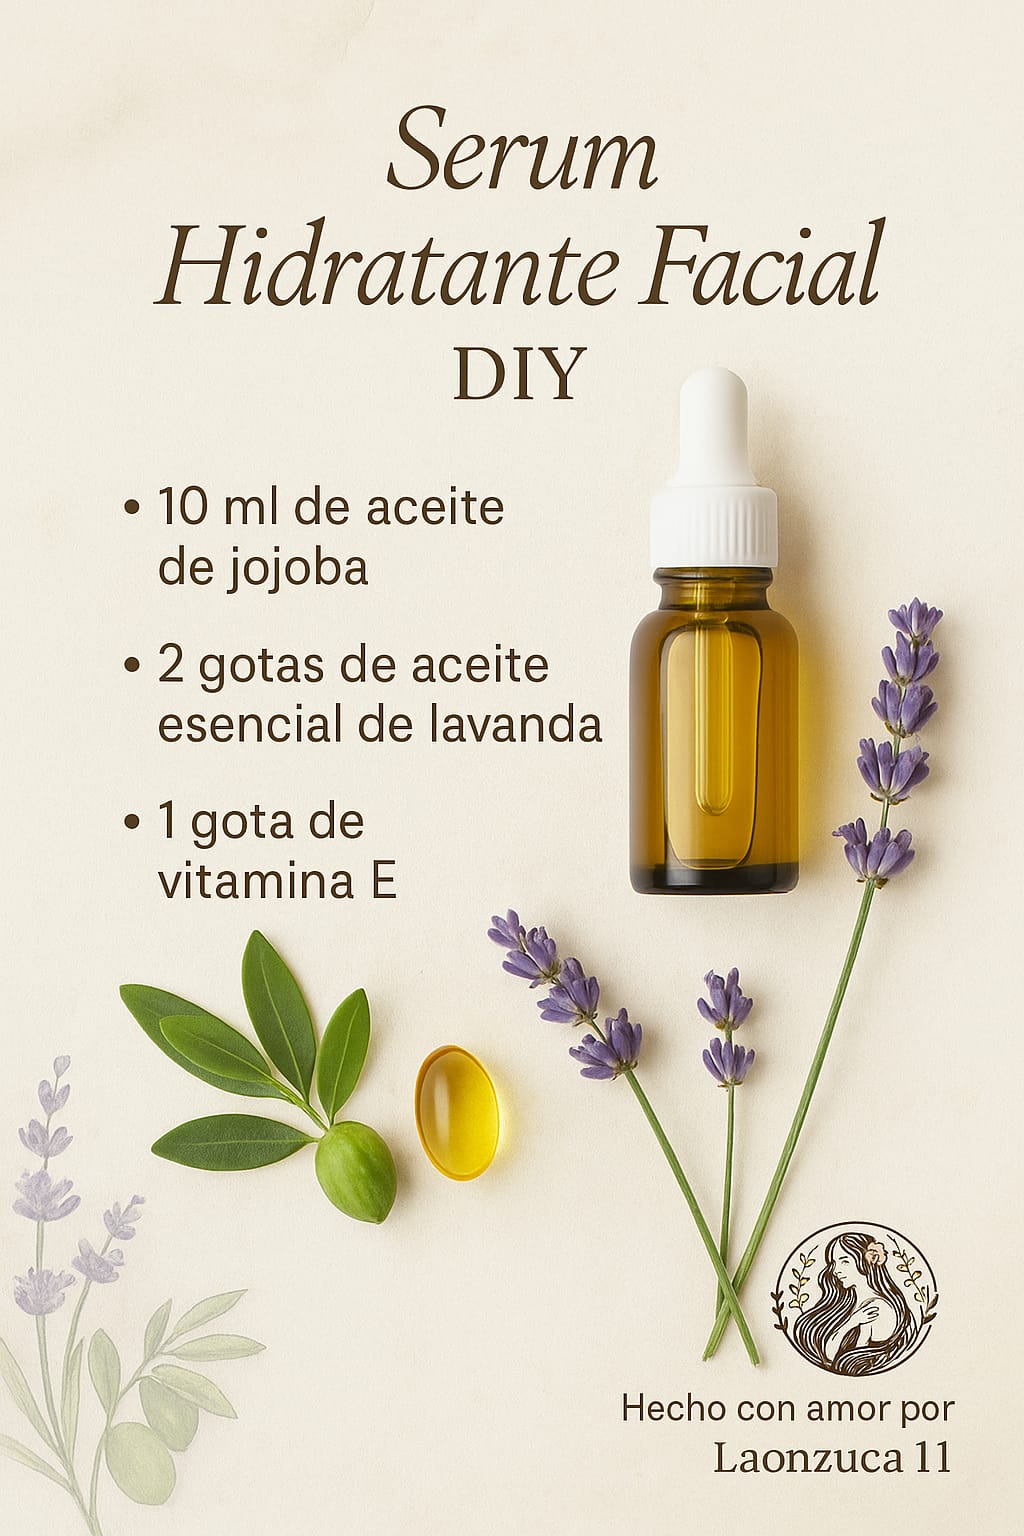 Serum
Hidratante Facial
DIY
• 10 ml de aceite
de jojoba
• 2 gotas de aceite
esencial de lavanda
• 1 gota de
vitamina E
Hecho con amor por
Laonzuca 11